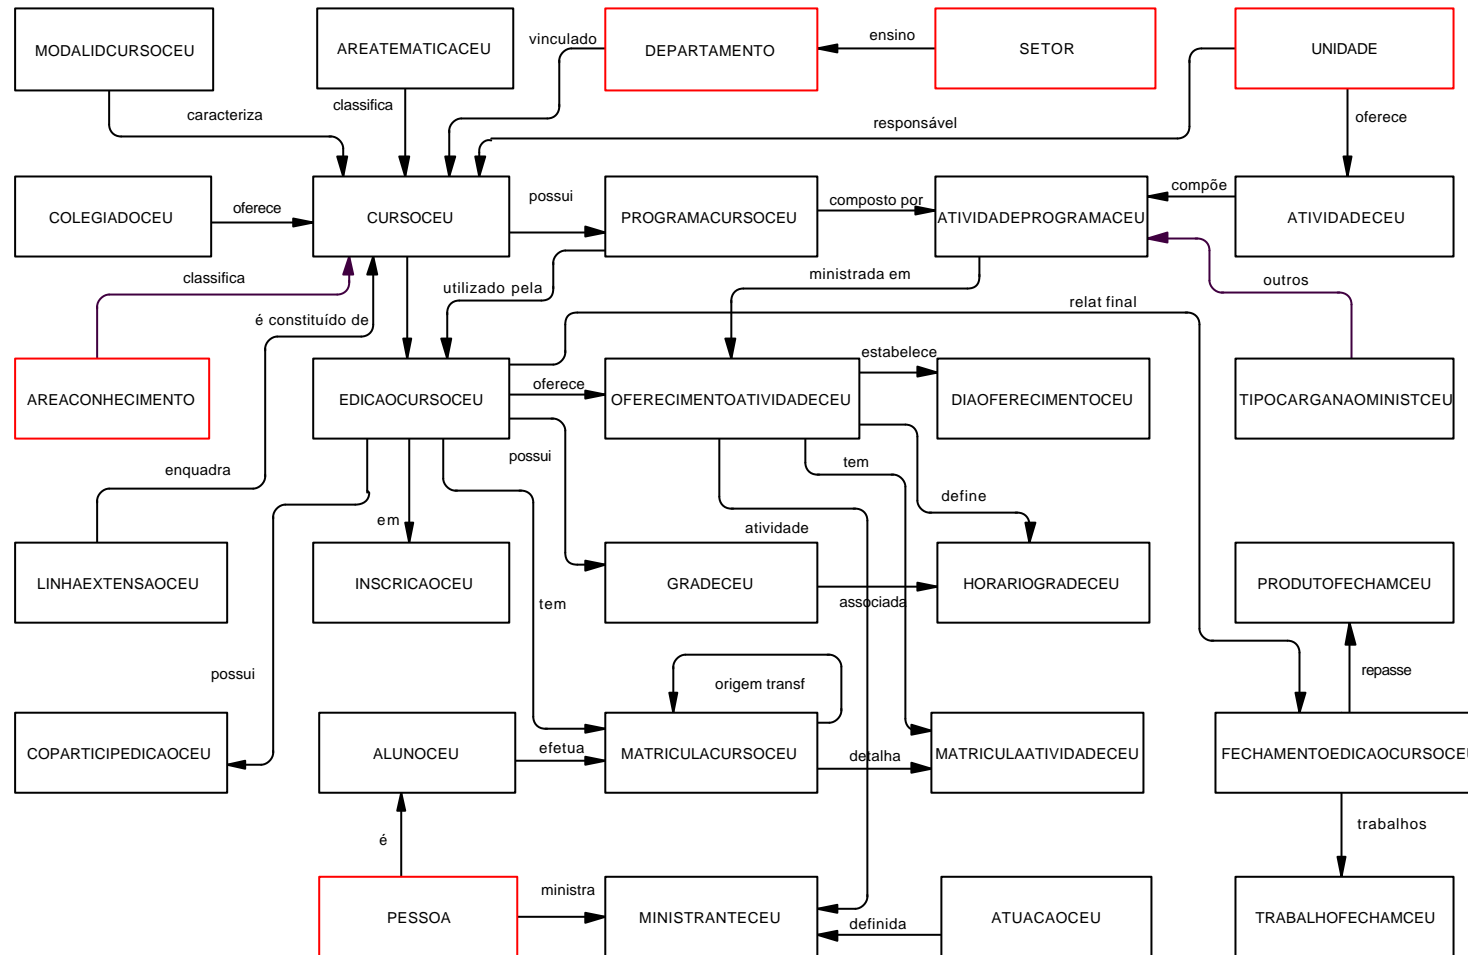 vinculado
ensino
MODALIDCURSOCEU
AREATEMATICACEU
DEPARTAMENTO
SETOR
UNIDADE
classifica
caracteriza
responsável
oferece
possui
compõe
oferece
composto por
COLEGIADOCEU
CURSOCEU
PROGRAMACURSOCEU
ATIVIDADEPROGRAMACEU
ATIVIDADECEU
classifica
ministrada em
outros
utilizado pela
relat final
é constituído de
estabelece
oferece
AREACONHECIMENTO
EDICAOCURSOCEU
OFERECIMENTOATIVIDADECEU
DIAOFERECIMENTOCEU
TIPOCARGANAOMINISTCEU
possui
tem
enquadra
define
em
atividade
LINHAEXTENSAOCEU
INSCRICAOCEU
GRADECEU
HORARIOGRADECEU
PRODUTOFECHAMCEU
tem
associada
possui
repasse
origem transf
efetua
COPARTICIPEDICAOCEU
ALUNOCEU
MATRICULACURSOCEU
detalha
MATRICULAATIVIDADECEU
FECHAMENTOEDICAOCURSOCEU
trabalhos
é
ministra
PESSOA
MINISTRANTECEU
definida
ATUACAOCEU
TRABALHOFECHAMCEU